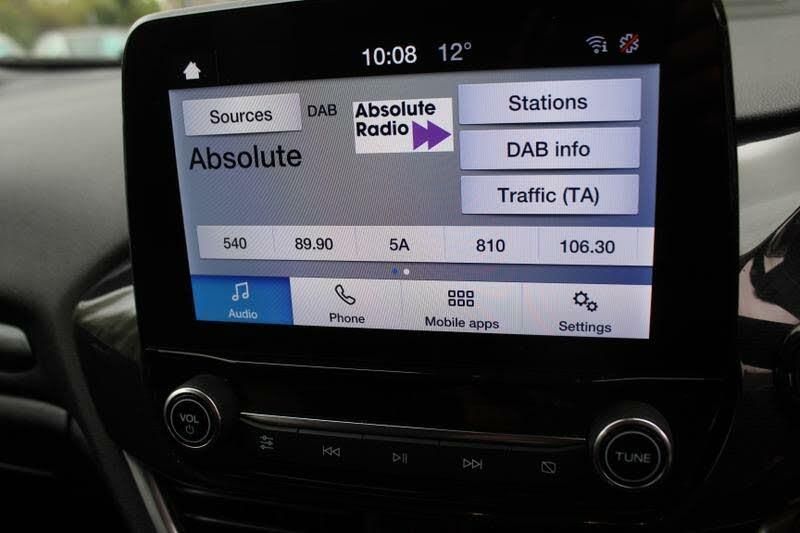 10:08 12°
Sources
DAB
Absolute
Radio
Stations
Absolute
DAB info
Traffic (TA)
540 89.90 5A 810 106.30
Audio Phone Mobile apps Settings
VOL
TUNE